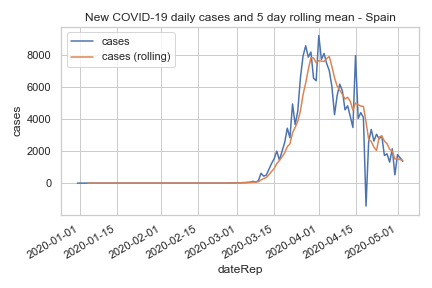 New COVID-19 daily cases and 5 day rolling mean - Spain
cases
cases (rolling)
8000
6000
4000
2000
0
cases
2020-01-01
2020-01-15
2020-02-01
2020-02-15
2020-03-01
2020-03-15
2020-04-01
2020-04-15
2020-05-01
dateRep